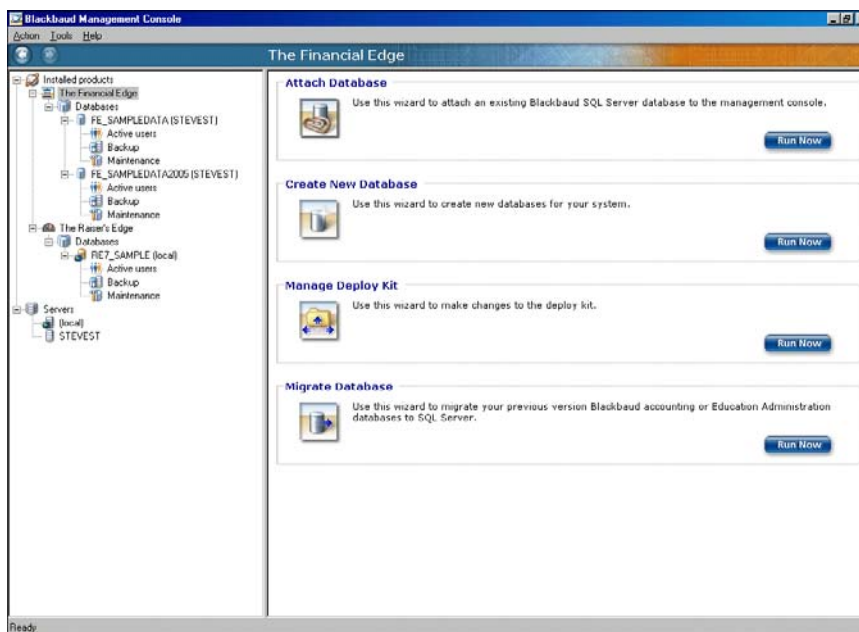 Blackbaud Management Console
Action Tools Help
The Financial Edge
Installed products
The Financial Edge
Databases
FE_SAMPLEDATA (STEVEST)
Active users
Backup
Maintenance
FE_SAMPLEDATA2005 (STEVEST)
Active users
Backup
Maintenance
The Raiser's Edge
Databases
RE7_SAMPLE (local)
Active users
Backup
Maintenance
Servers
(local)
STEVEST
Attach Database
Use this wizard to attach an existing Blackbaud SQL Server database to the management console.
Run Now
Create New Database
Use this wizard to create new databases for your system.
Run Now
Manage Deploy Kit
Use this wizard to make changes to the deploy kit.
Run Now
Migrate Database
Use this wizard to migrate your previous version Blackbaud accounting or Education Administration
databases to SQL Server.
Run Now
Ready